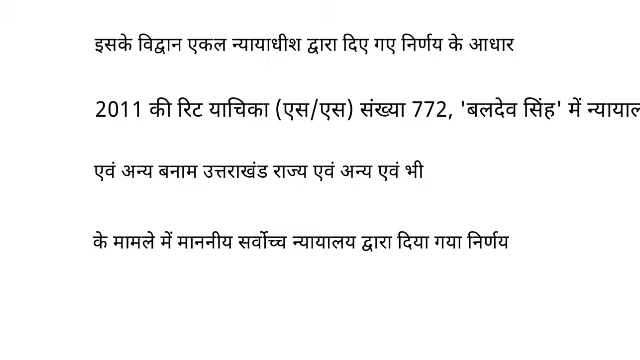 इसके विद्वान एकल न्यायाधीश द्वारा दिए गए निर्णय के आधार
2011 की रिट याचिका (एस/एस) संख्या 772, 'बलदेव सिंह' में
एवं अन्य बनाम उत्तराखंड राज्य एवं अन्य एवं भी
के मामले में माननीय सर्वोच्च न्यायालय द्वारा दिया गया निर्णय